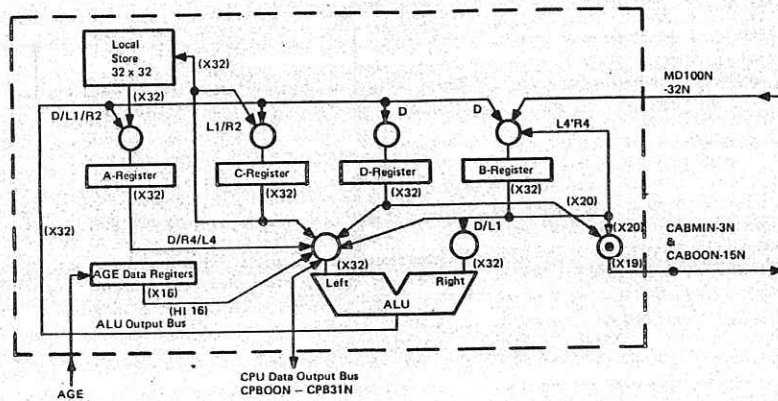 Local
Store
32 x 32
(X32)
MD100N
-32N
(X32)
D/L1/R2
L1/R2
D
D
L4'R4
A-Register
C-Register
D-Register
B-Register
(X32)
(X32)
(X32)
(X32)
(X20)
(X32)
D/R4/L4
D/L1
(X20)
CABMIN-3N
&
CABOON-15N
(X19)
AGE Data Regiters
(X16)
(HI 16)
(X32)
(X32)
Left
Right
ALU
ALU Output Bus
AGE
CPU Data Output Bus
CPBOON – CPB31N